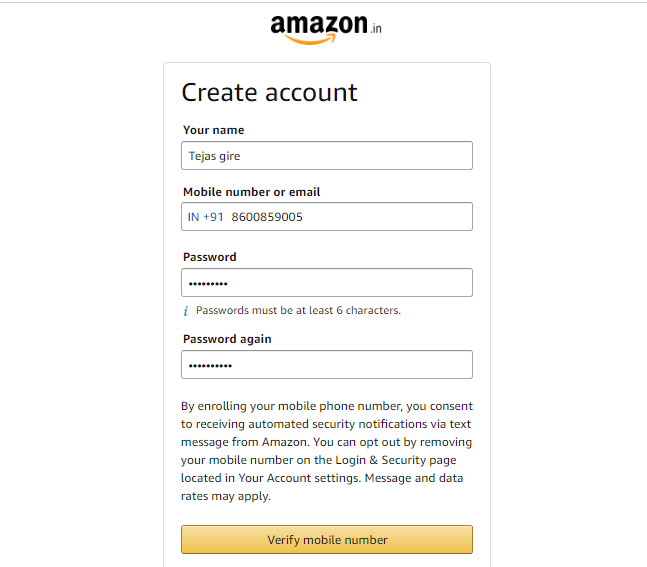 amazon.in
Create account
Your name
Tejas gire
Mobile number or email
IN +91 8600859005
Password
•••••••••
i Passwords must be at least 6 characters.
Password again
••••••••••
By enrolling your mobile phone number, you consent
to receiving automated security notifications via text
message from Amazon. You can opt out by removing
your mobile number on the Login & Security page
located in Your Account settings. Message and data
rates may apply.
Verify mobile number